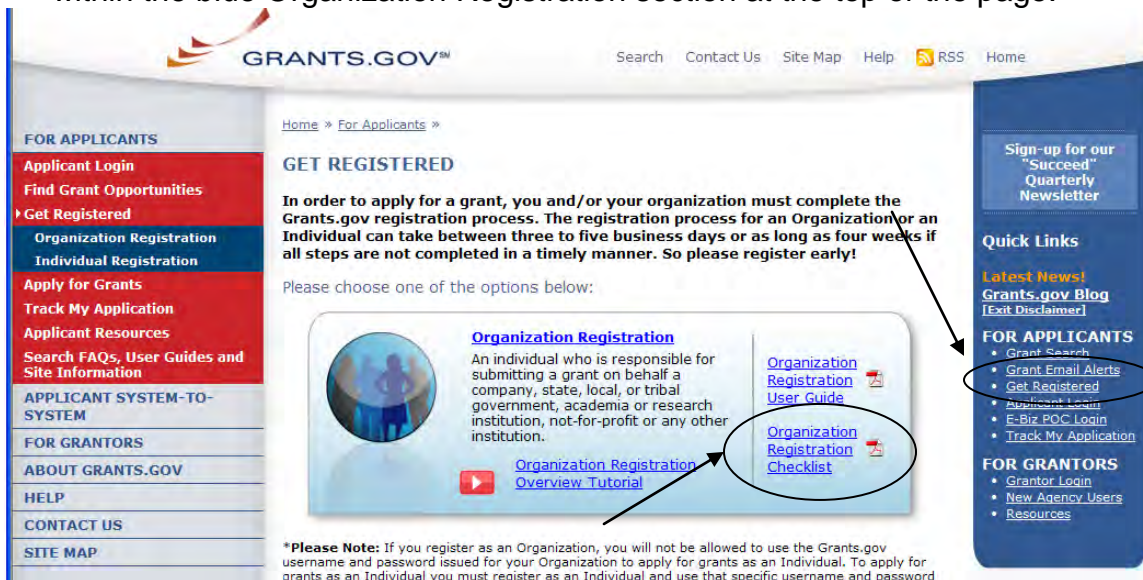 within the blue Organization Registration section at the top of the page.
GRANTS.GOV℠
Search Contact Us Site Map Help RSS Home
FOR APPLICANTS
Applicant Login
Find Grant Opportunities
Get Registered
Organization Registration
Individual Registration
Apply for Grants
Track My Application
Applicant Resources
Search FAQs, User Guides and
Site Information
APPLICANT SYSTEM-TO-
SYSTEM
FOR GRANTORS
ABOUT GRANTS.GOV
HELP
CONTACT US
SITE MAP
Home » For Applicants »
GET REGISTERED
In order to apply for a grant, you and/or your organization must complete the
Grants.gov registration process. The registration process for an Organization or an
Individual can take between three to five business days or as long as four weeks if
all steps are not completed in a timely manner. So please register early!
Please choose one of the options below:
Organization Registration
An individual who is responsible for
submitting a grant on behalf a
company, state, local, or tribal
government, academia or research
institution, not-for-profit or any other
institution.
Organization Registration
Overview Tutorial
Organization
Registration
User Guide
Organization
Registration
Checklist
*Please Note: If you register as an Organization, you will not be allowed to use the Grants.gov
username and password issued for your Organization to apply for grants as an Individual. To apply for
grants as an Individual you must register as an Individual and use that specific username and password
Sign-up for our
"Succeed"
Quarterly
Newsletter
Quick Links
Latest News!
Grants.gov Blog
[Exit Disclaimer]
FOR APPLICANTS
• Grant Search
• Grant Email Alerts
• Get Registered
• Applicant Login
• E-Biz POC Login
• Track My Application
FOR GRANTORS
• Grantor Login
• New Agency Users
• Resources